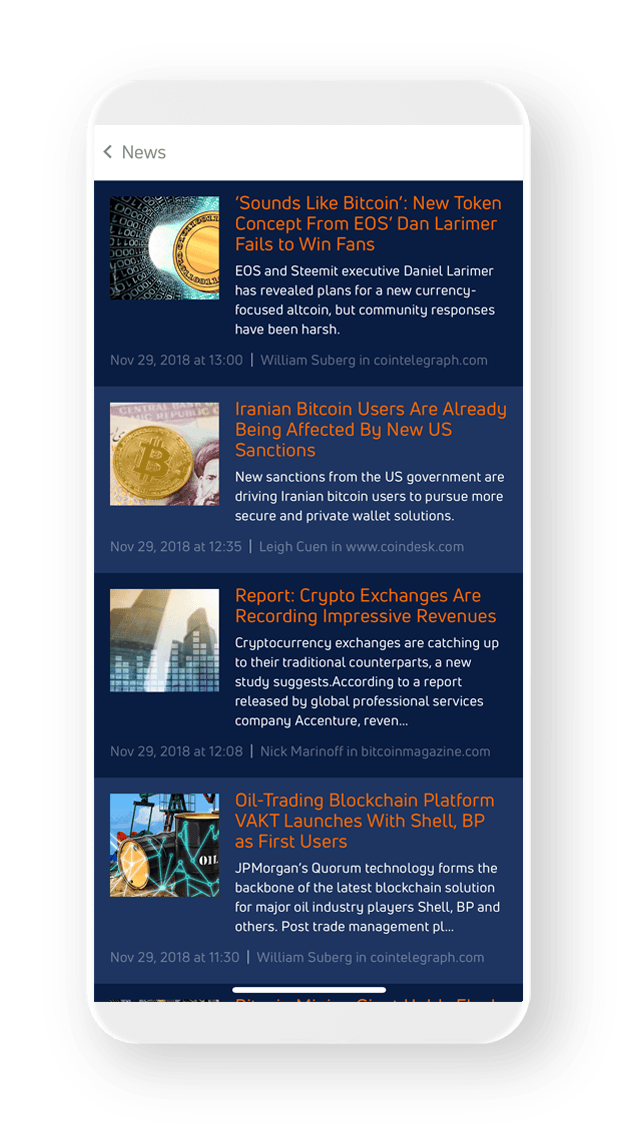 News
‘Sounds Like Bitcoin’: New Token
Concept From EOS’ Dan Larimer
Fails to Win Fans
EOS and Steemit executive Daniel Larimer
has revealed plans for a new currency-
focused altcoin, but community responses
have been harsh.
Nov 29, 2018 at 13:00 | William Suberg in cointelegraph.com
Iranian Bitcoin Users Are Already
Being Affected By New US
Sanctions
New sanctions from the US government are
driving Iranian bitcoin users to pursue more
secure and private wallet solutions.
Nov 29, 2018 at 12:35 | Leigh Cuen in www.coindesk.com
Report: Crypto Exchanges Are
Recording Impressive Revenues
Cryptocurrency exchanges are catching up
to their traditional counterparts, a new
study suggests.According to a report
released by global professional services
company Accenture, reven...
Nov 29, 2018 at 12:08 | Nick Marinoff in bitcoinmagazine.com
OIL
Oil-Trading Blockchain Platform
VAKT Launches With Shell, BP
as First Users
JPMorgan’s Quorum technology forms the
backbone of the latest blockchain solution
for major oil industry players Shell, BP and
others. Post trade management pl...
Nov 29, 2018 at 11:30 | William Suberg in cointelegraph.com